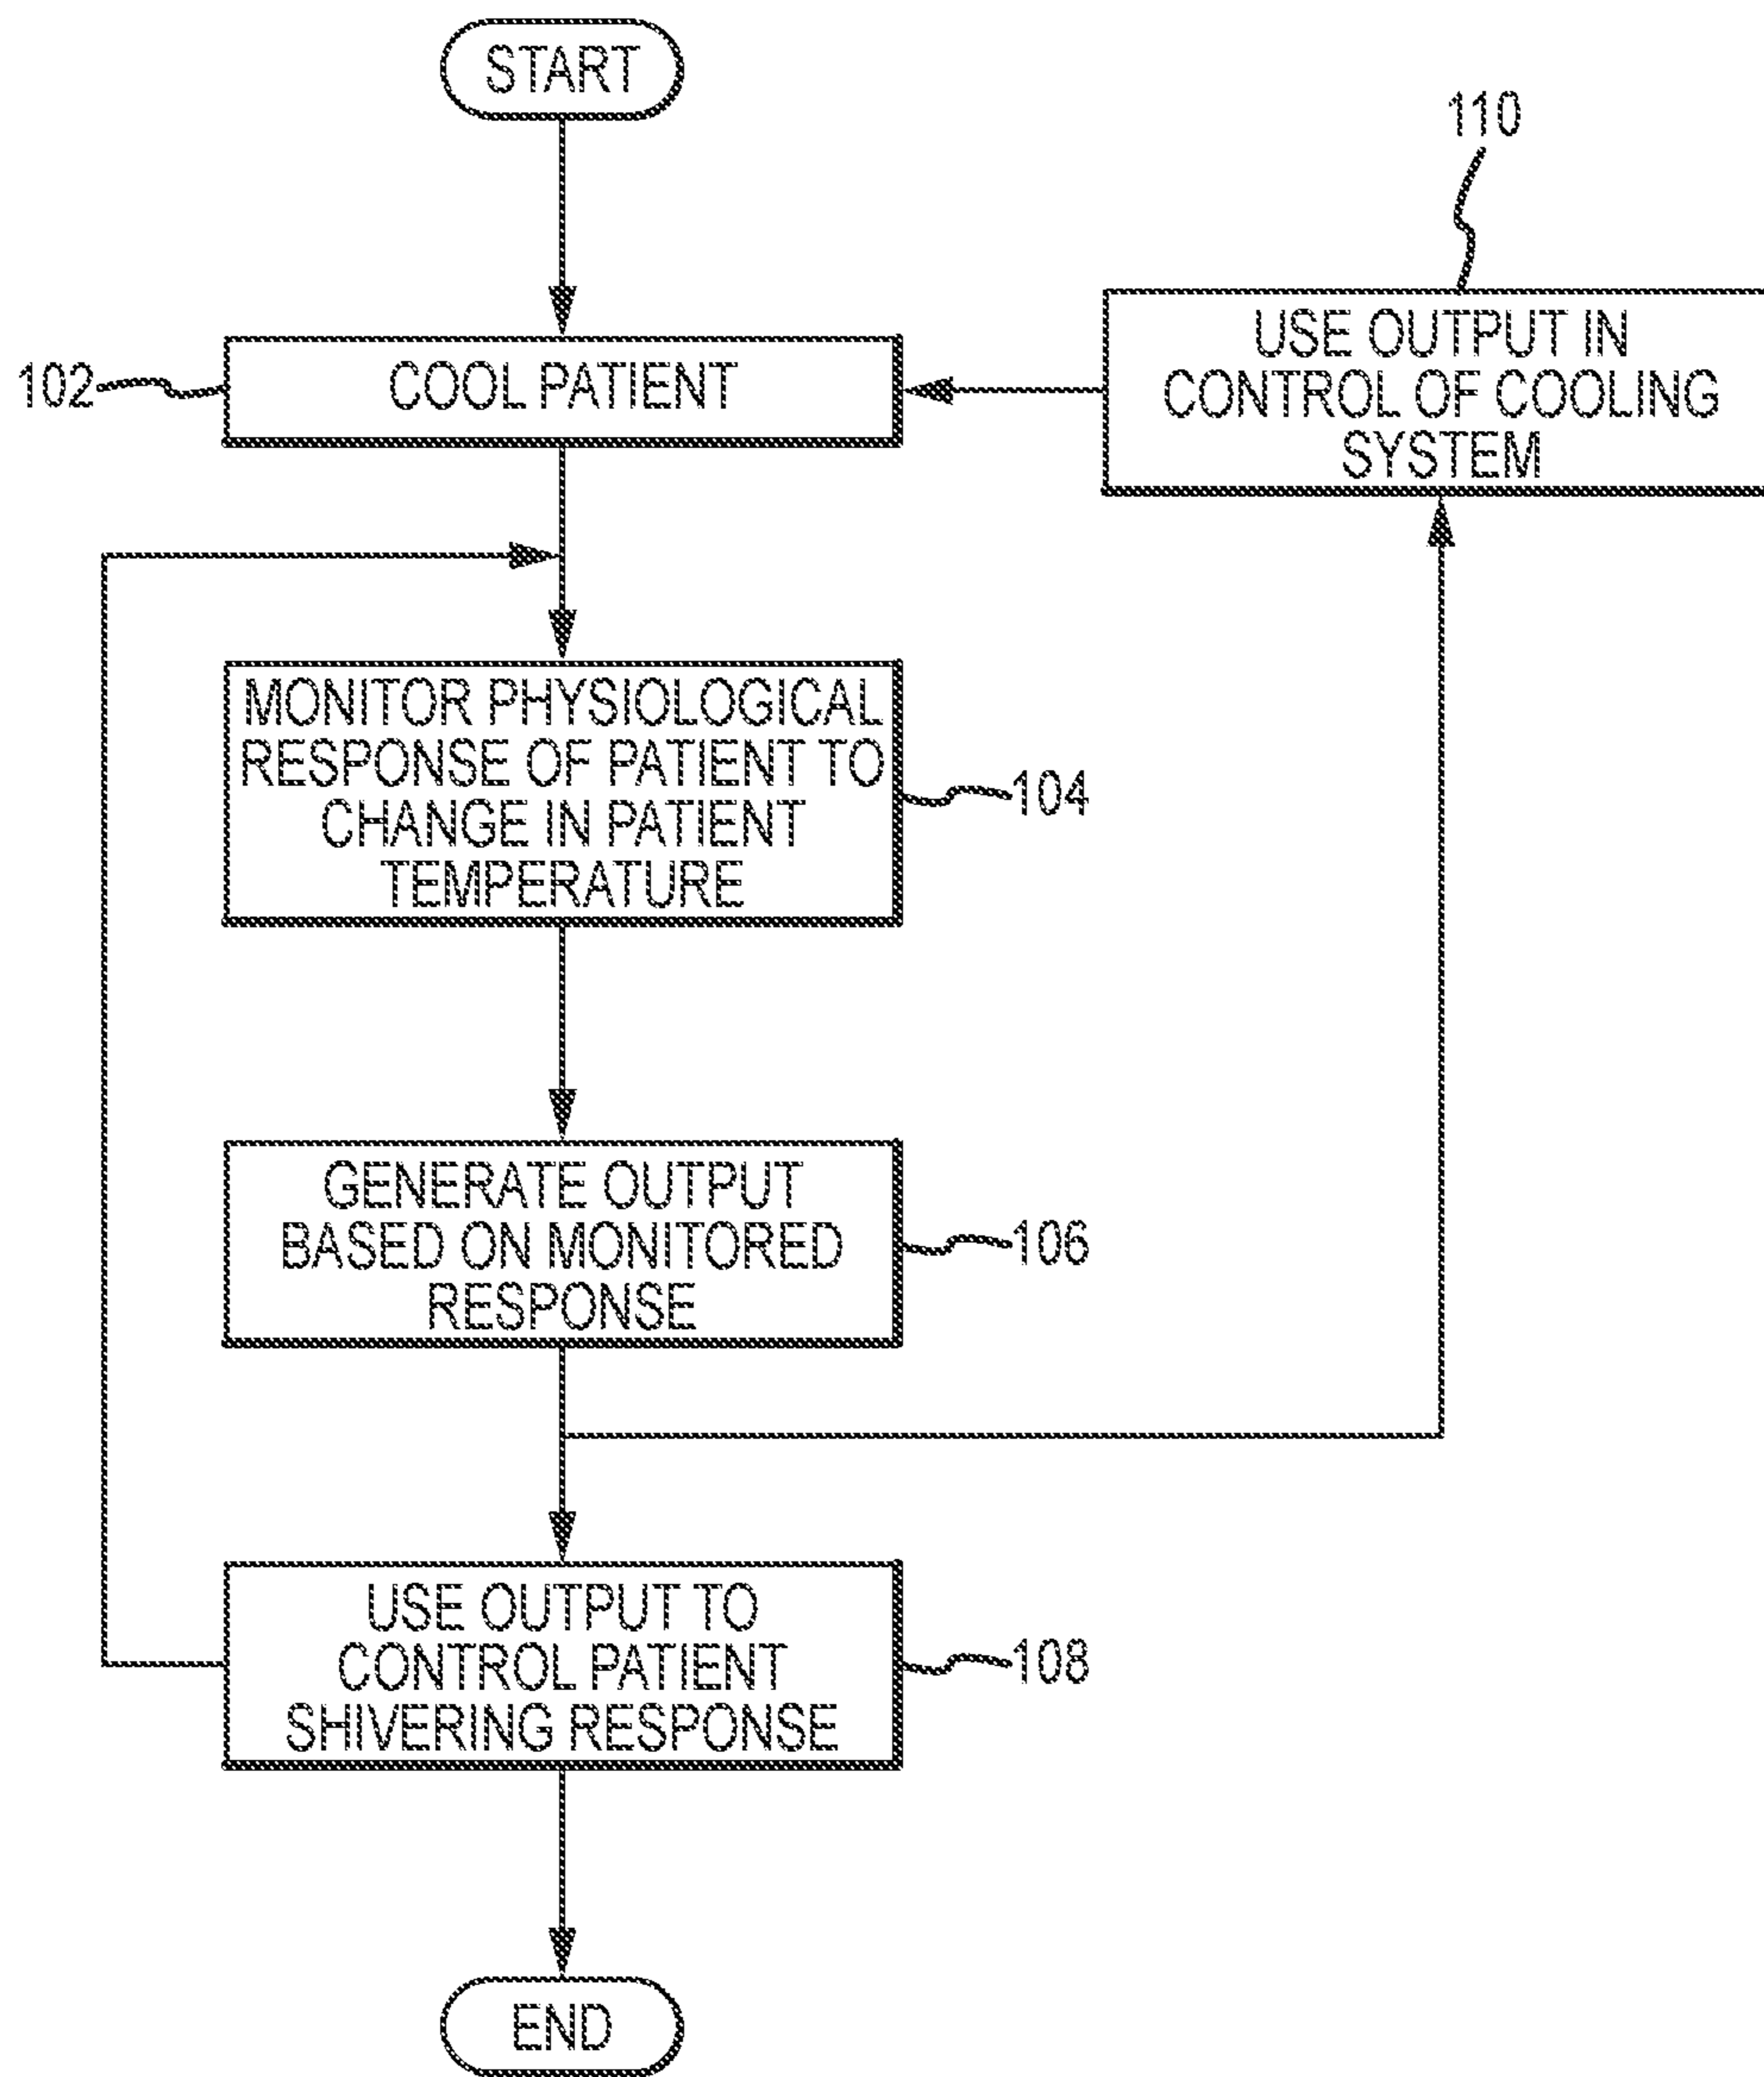 START
110
USE OUTPUT IN
CONTROL OF COOLING
SYSTEM
102
COOL PATIENT
MONITOR PHYSIOLOGICAL
RESPONSE OF PATIENT TO
CHANGE IN PATIENT
TEMPERATURE
104
GENERATE OUTPUT
BASED ON MONITORED
RESPONSE
106
USE OUTPUT TO
CONTROL PATIENT
SHIVERING RESPONSE
108
END